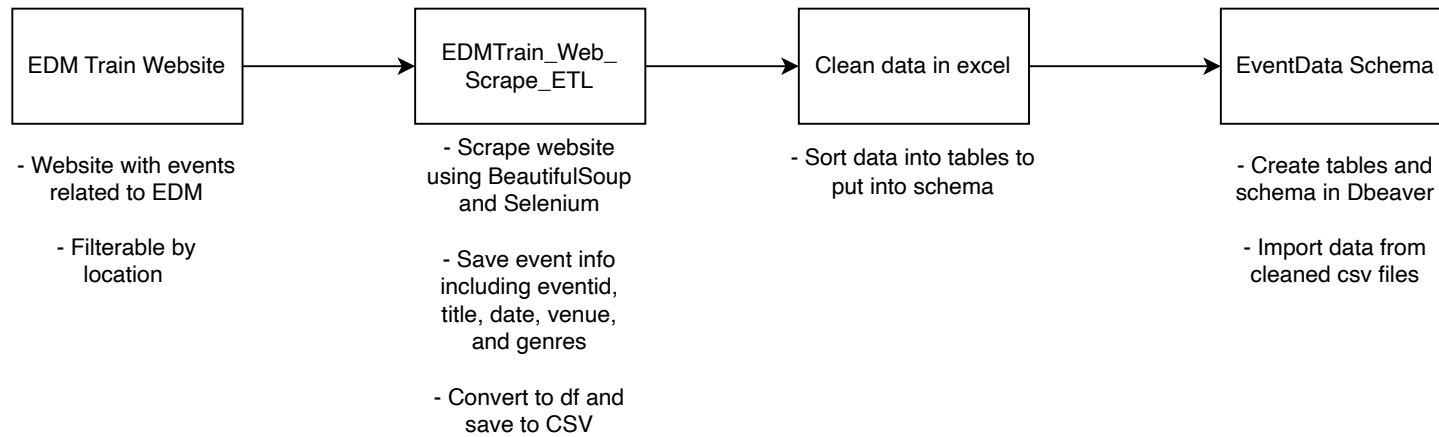 EDM Train Website
- Website with events
related to EDM
- Filterable by
location
EDMTrain_Web_
Scrape_ETL
- Scrape website
using BeautifulSoup
and Selenium
- Save event info
including eventid,
title, date, venue,
and genres
- Convert to df and
save to CSV
Clean data in excel
- Sort data into tables to
put into schema
EventData Schema
- Create tables and
schema in Dbeaver
- Import data from
cleaned csv files